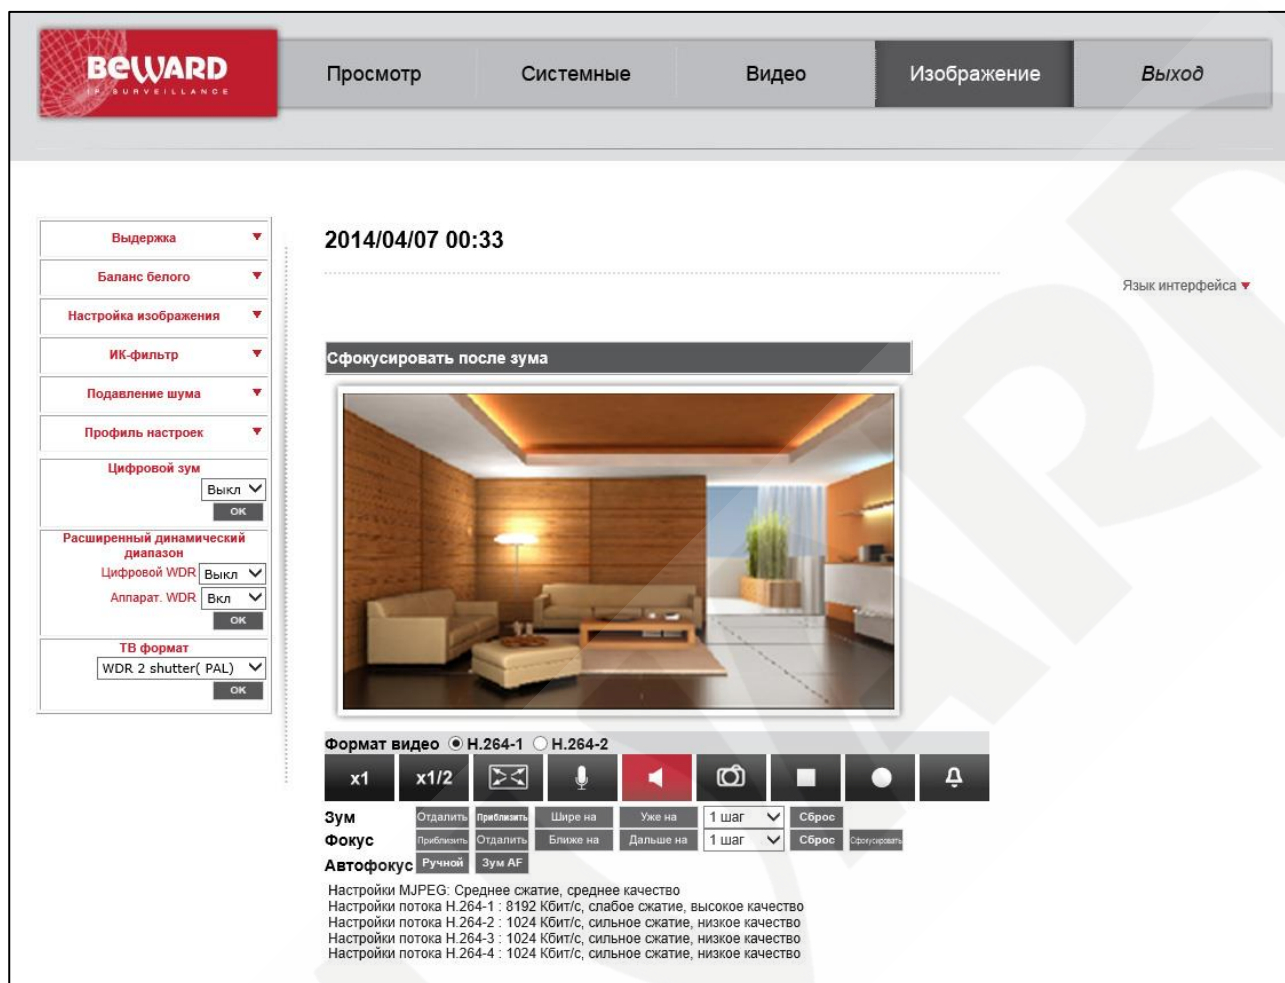 BEWARD
IP SURVEILLANCE
Просмотр
Системные
Видео
Изображение
Выход
Выдержка
Баланс белого
Настройка изображения
ИК-фильтр
Подавление шума
Профиль настроек
Цифровой зум
Выкл
OK
Расширенный динамический
диапазон
Цифровой WDR Выкл
Аппарат. WDR Вкл
OK
ТВ формат
WDR 2 shutter( PAL)
OK
2014/04/07 00:33
Язык интерфейса
Сфокусировать после зума
Формат видео H.264-1 H.264-2
x1 x1/2
Зум Отдалить Приблизить Шире на Уже на 1 шаг Сброс
Фокус Приблизить Отдалить Ближе на Дальше на 1 шаг Сброс Сфокусировать
Автофокус Ручной Зум AF
Настройки MJPEG: Среднее сжатие, среднее качество
Настройки потока H.264-1 : 8192 Кбит/с, слабое сжатие, высокое качество
Настройки потока H.264-2 : 1024 Кбит/с, сильное сжатие, низкое качество
Настройки потока H.264-3 : 1024 Кбит/с, сильное сжатие, низкое качество
Настройки потока H.264-4 : 1024 Кбит/с, сильное сжатие, низкое качество